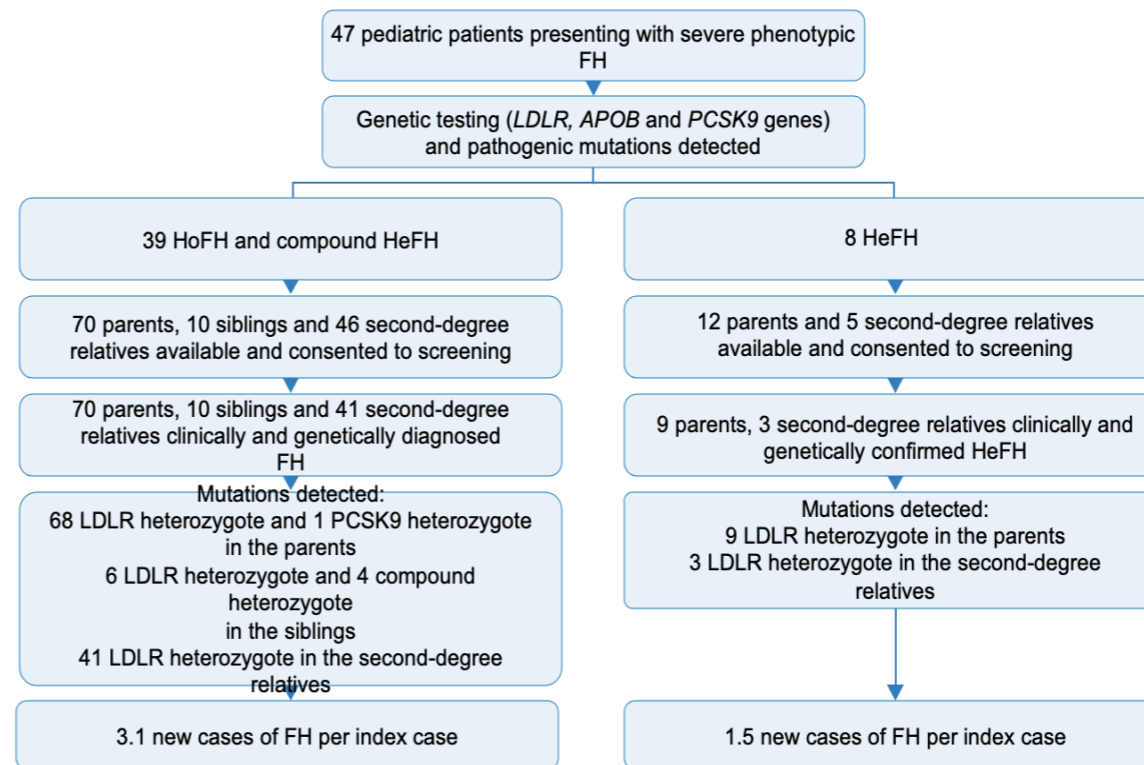 47 pediatric patients presenting with severe phenotypic
FH
Genetic testing (LDLR, APOB and PCSK9 genes)
and pathogenic mutations detected
39 HoFH and compound HeFH
70 parents, 10 siblings and 46 second-degree
relatives available and consented to screening
70 parents, 10 siblings and 41 second-degree
relatives clinically and genetically diagnosed
FH
Mutations detected:
68 LDLR heterozygote and 1 PCSK9 heterozygote
in the parents
6 LDLR heterozygote and 4 compound
heterozygote
in the siblings
41 LDLR heterozygote in the second-degree
relatives
3.1 new cases of FH per index case
8 HeFH
12 parents and 5 second-degree relatives
available and consented to screening
9 parents, 3 second-degree relatives clinically and
genetically confirmed HeFH
Mutations detected:
9 LDLR heterozygote in the parents
3 LDLR heterozygote in the second-degree
relatives
1.5 new cases of FH per index case